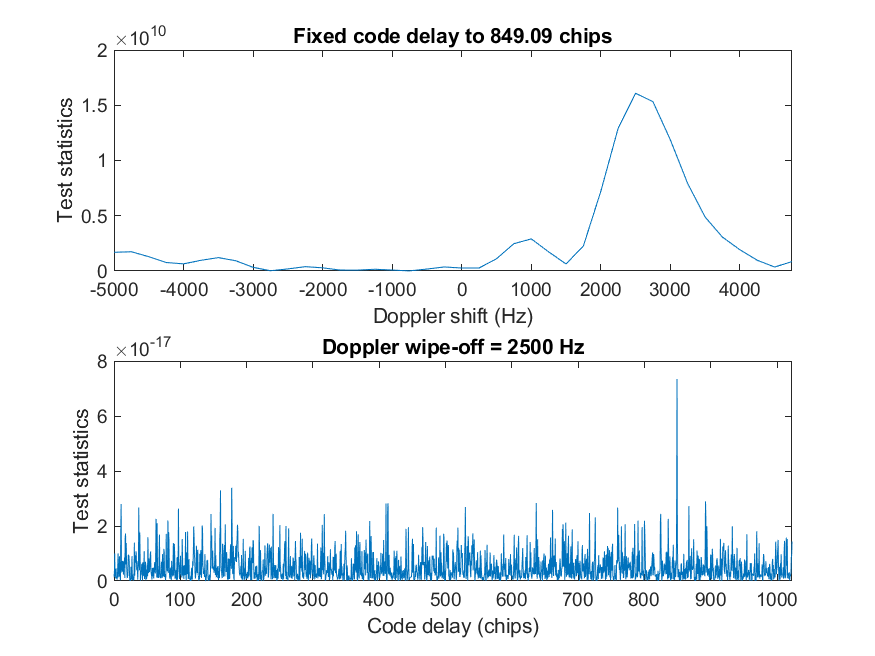 ×10^10
Fixed code delay to 849.09 chips
2
1.5
1
0.5
0
Test statistics
-5000 -4000 -3000 -2000 -1000 0 1000 2000 3000 4000
Doppler shift (Hz)
×10^-17
Doppler wipe-off = 2500 Hz
8
6
4
2
0
Test statistics
0 100 200 300 400 500 600 700 800 900 1000
Code delay (chips)